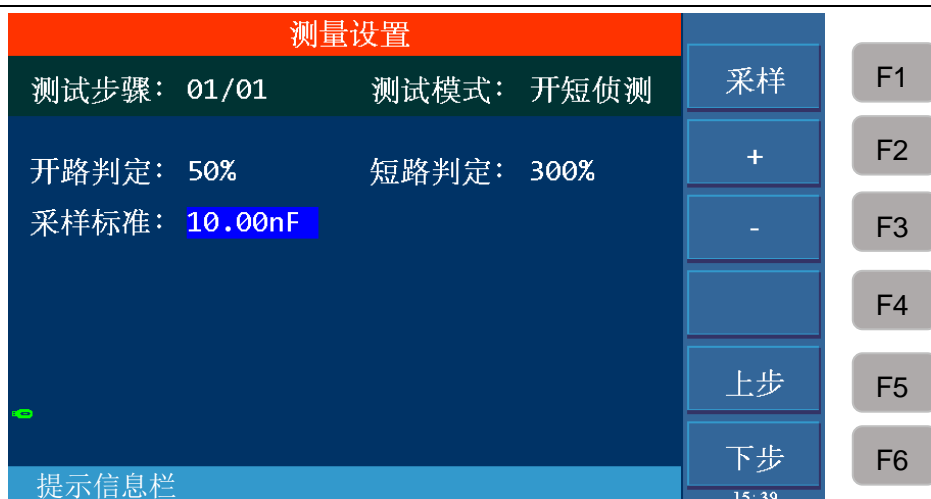 测量设置
测试步骤： 01/01 测试模式： 开短侦测
开路判定： 50% 短路判定： 300%
采样标准： 10.00nF
提示信息栏
采样
+
-
上步
下步
15:39
F1
F2
F3
F4
F5
F6